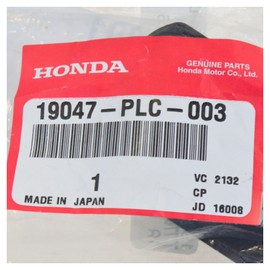 HONDA
GENUINE PARTS
Honda Motor Co., Ltd.
19047-PLC-003
1
VC 2132
CP
MADE IN JAPAN
JD 16008